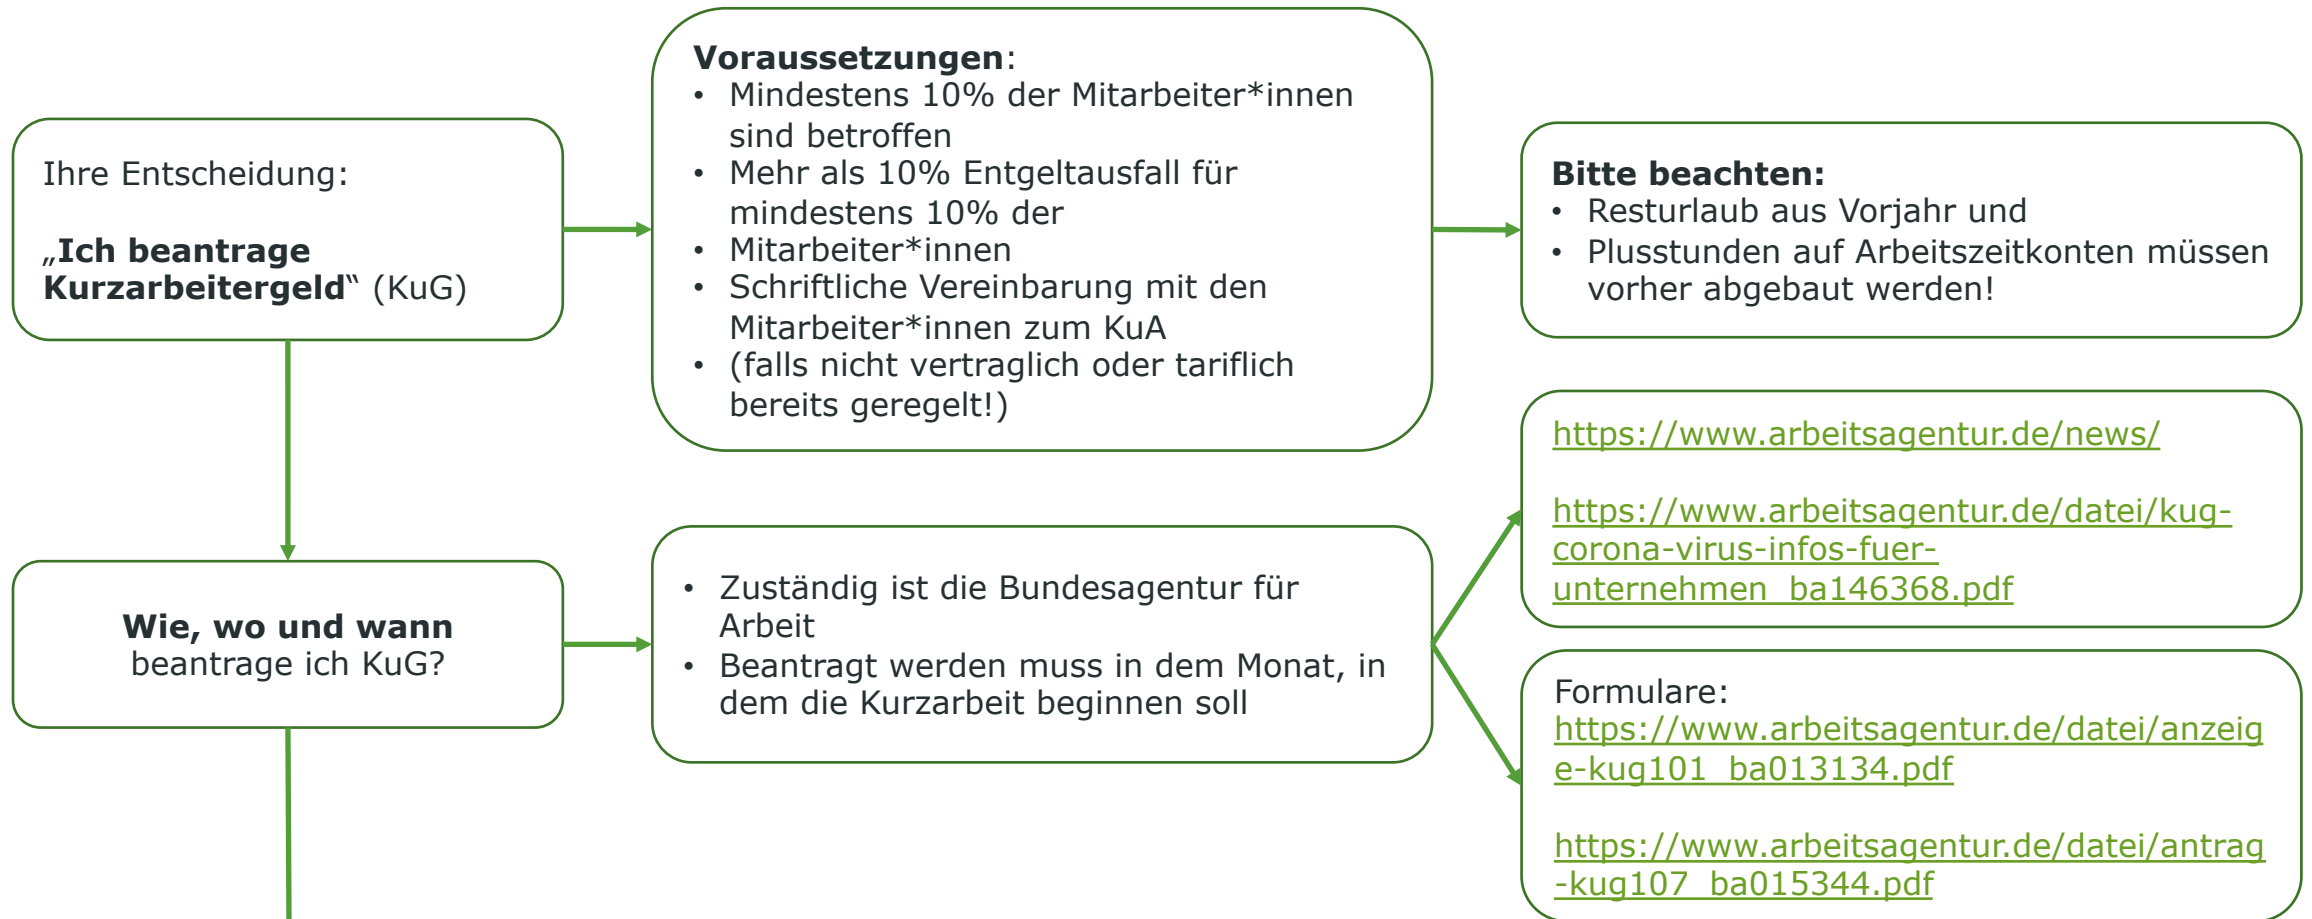 Ihre Entscheidung:
„Ich beantrage
Kurzarbeitergeld“ (KuG)
Voraussetzungen:
• Mindestens 10% der Mitarbeiter*innen
sind betroffen
• Mehr als 10% Entgeltausfall für
mindestens 10% der
• Mitarbeiter*innen
• Schriftliche Vereinbarung mit den
Mitarbeiter*innen zum KuA
• (falls nicht vertraglich oder tariflich
bereits geregelt!)
Bitte beachten:
• Resturlaub aus Vorjahr und
• Plusstunden auf Arbeitszeitkonten müssen
vorher abgebaut werden!
Wie, wo und wann
beantrage ich KuG?
• Zuständig ist die Bundesagentur für
Arbeit
• Beantragt werden muss in dem Monat, in
dem die Kurzarbeit beginnen soll
https://www.arbeitsagentur.de/news/
https://www.arbeitsagentur.de/datei/kug-
corona-virus-infos-fuer-
unternehmen_ba146368.pdf
Formulare:
https://www.arbeitsagentur.de/datei/anzeig
e-kug101_ba013134.pdf
https://www.arbeitsagentur.de/datei/antrag
-kug107_ba015344.pdf